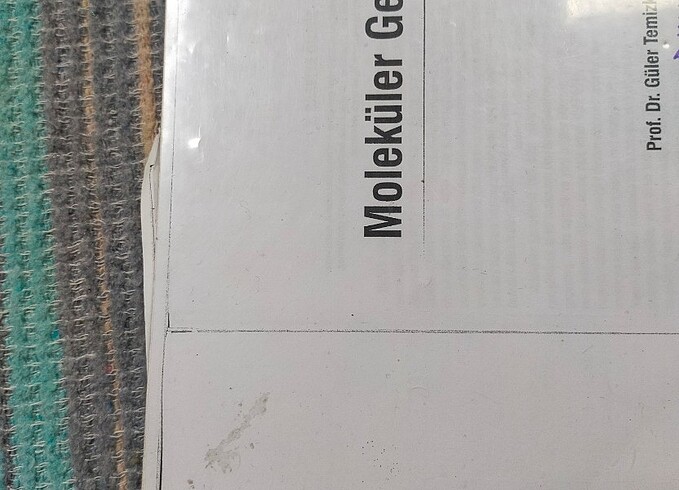 Moleküler Ge
Prof. Dr. Güler Temiz